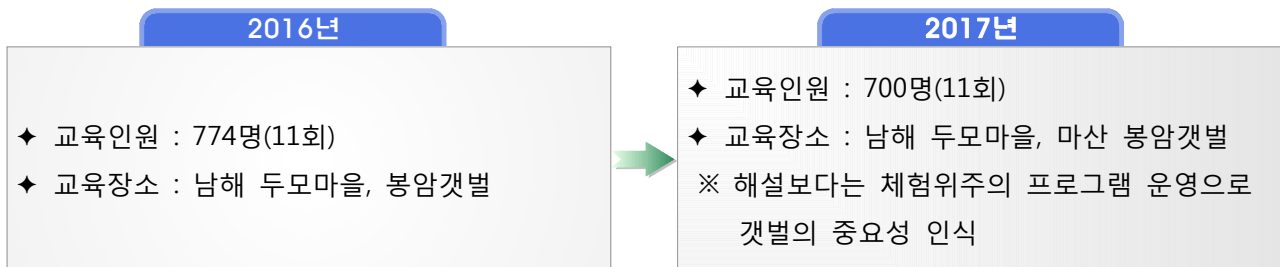 2016년
✦ 교육인원 : 774명(11회)
✦ 교육장소 : 남해 두모마을, 봉암갯벌
2017년
✦ 교육인원 : 700명(11회)
✦ 교육장소 : 남해 두모마을, 마산 봉암갯벌
※ 해설보다는 체험위주의 프로그램 운영으로
갯벌의 중요성 인식